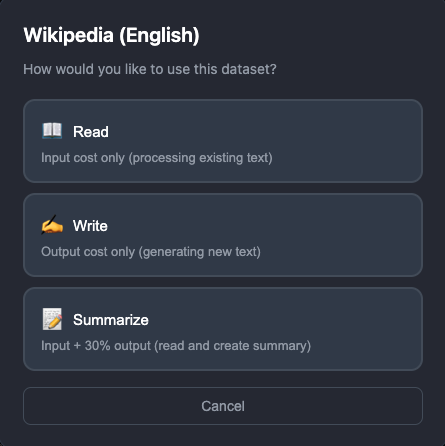 Wikipedia (English)
How would you like to use this dataset?
Read
Input cost only (processing existing text)
Write
Output cost only (generating new text)
Summarize
Input + 30% output (read and create summary)
Cancel